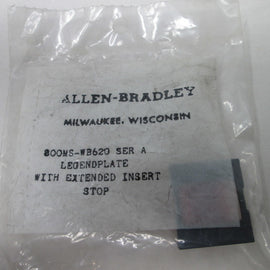 ALLEN-BRADLEY
MILWAUKEE, WISCONSIN
800MS-WB620 SER A
LEGENDPLATE
WITH EXTENDED INSERT
STOP